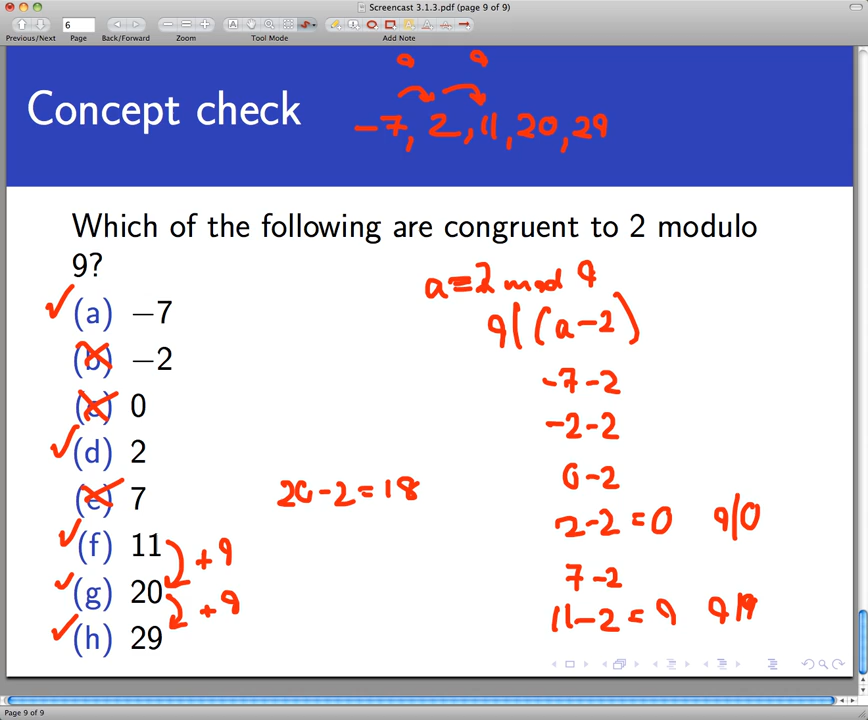 Screencast 3.1.3.pdf (page 9 of 9)
6
Previous/Next Page Back/Forward Zoom Tool Mode Add Note
9 9
Concept check
-7, 2, 11, 20, 29
Which of the following are congruent to 2 modulo
9?
a ≡ 2 mod 9
9|(a-2)
(a) −7
(b) −2
(c) 0
(d) 2
(e) 7
(f) 11
(g) 20
(h) 29
+9
+9
20-2=18
-7-2
-2-2
0-2
2-2=0 9|0
7-2
11-2=9 9|9
Page 9 of 9